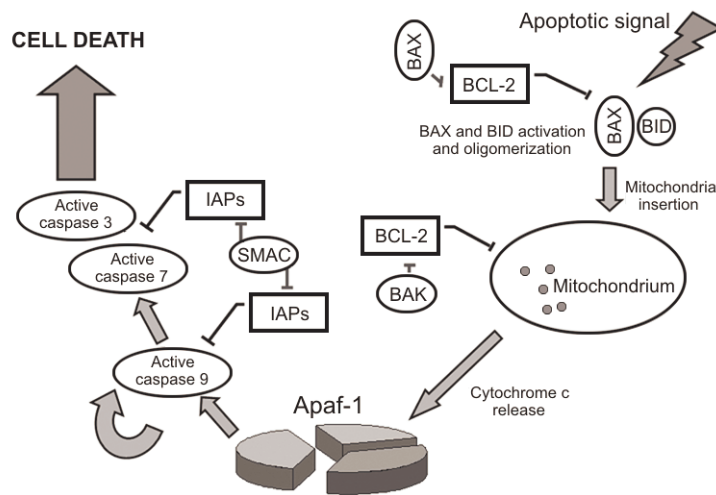 Apoptotic signal
CELL DEATH
BAX
BCL-2
BAX
BID
BAX and BID activation
and oligomerization
Mitochondria
insertion
IAPs
Active
caspase 3
BCL-2
SMAC
Active
caspase 7
Mitochondrium
BAK
IAPs
Active
caspase 9
Cytochrome c
release
Apaf-1